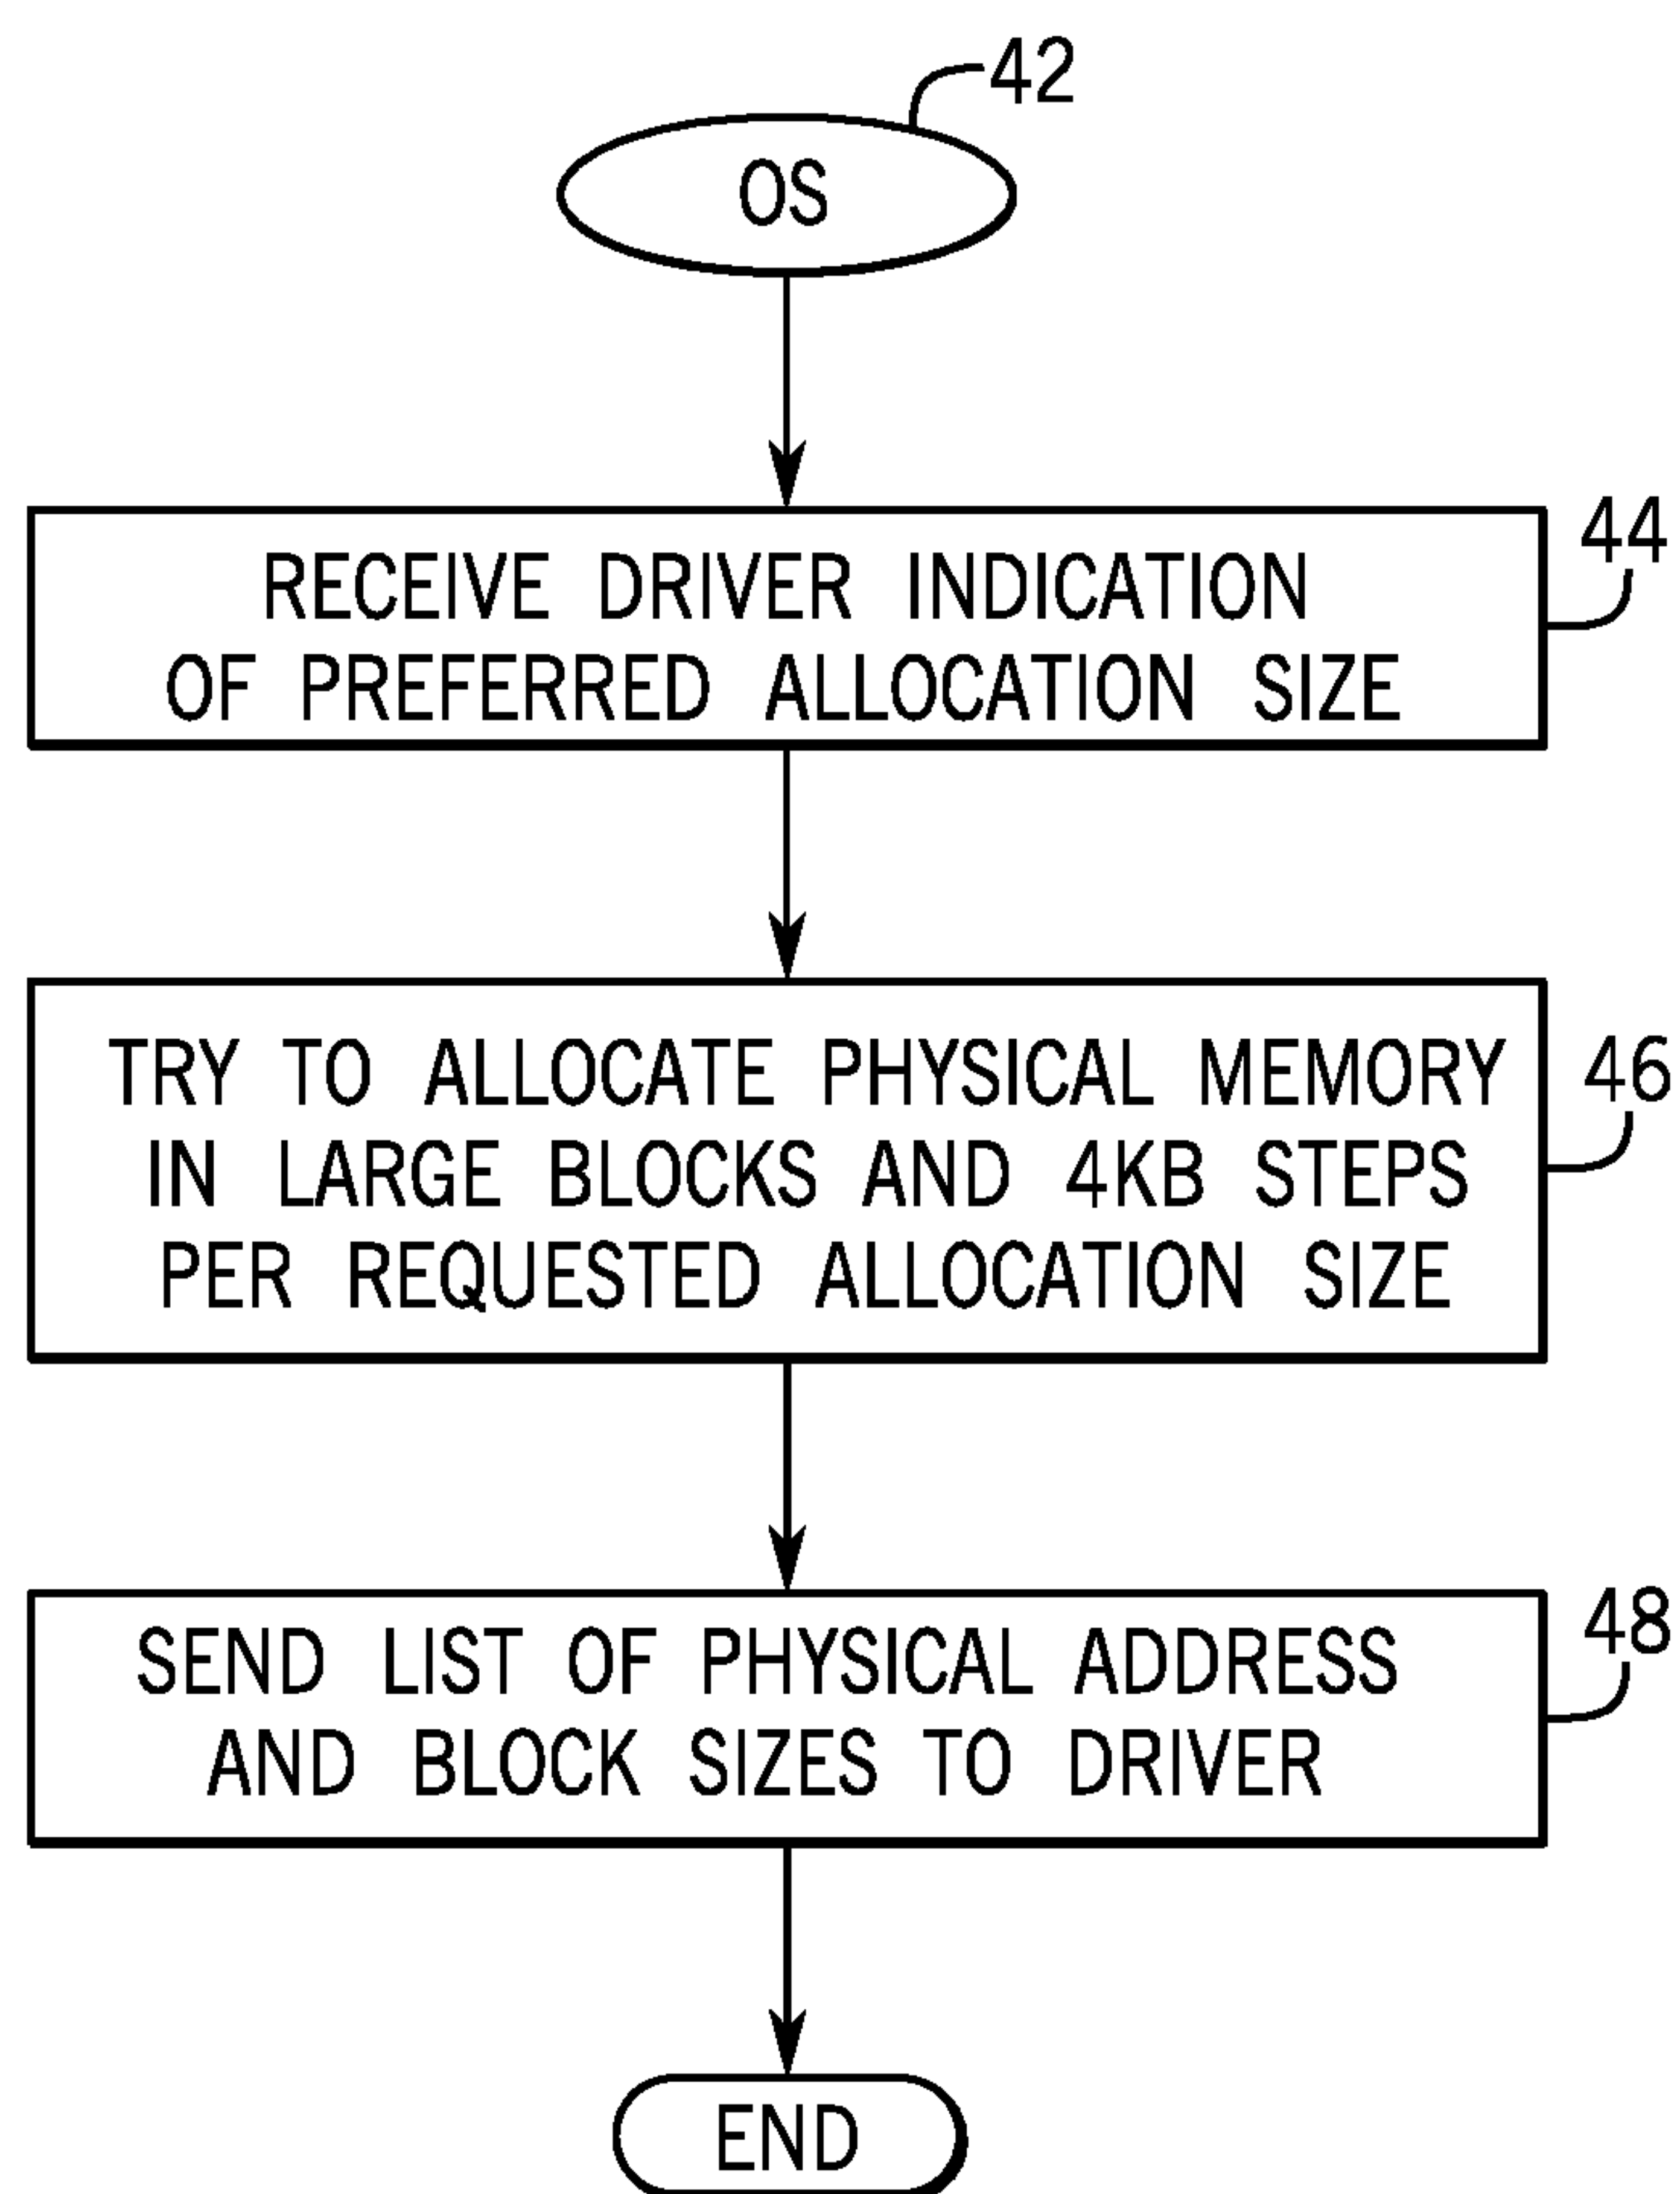 42
OS
44
RECEIVE DRIVER INDICATION
OF PREFERRED ALLOCATION SIZE
46
TRY TO ALLOCATE PHYSICAL MEMORY
IN LARGE BLOCKS AND 4KB STEPS
PER REQUESTED ALLOCATION SIZE
48
SEND LIST OF PHYSICAL ADDRESS
AND BLOCK SIZES TO DRIVER
END